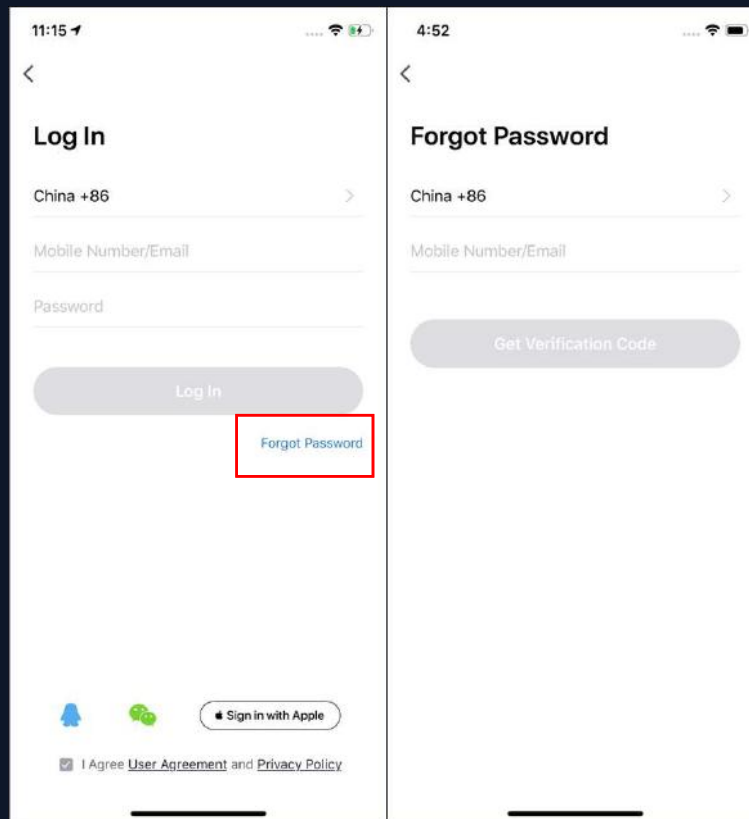 11:15
Log In
China +86
Mobile Number/Email
Password
Log In
Forgot Password
Sign in with Apple
I Agree User Agreement and Privacy Policy
4:52
Forgot Password
China +86
Mobile Number/Email
Get Verification Code